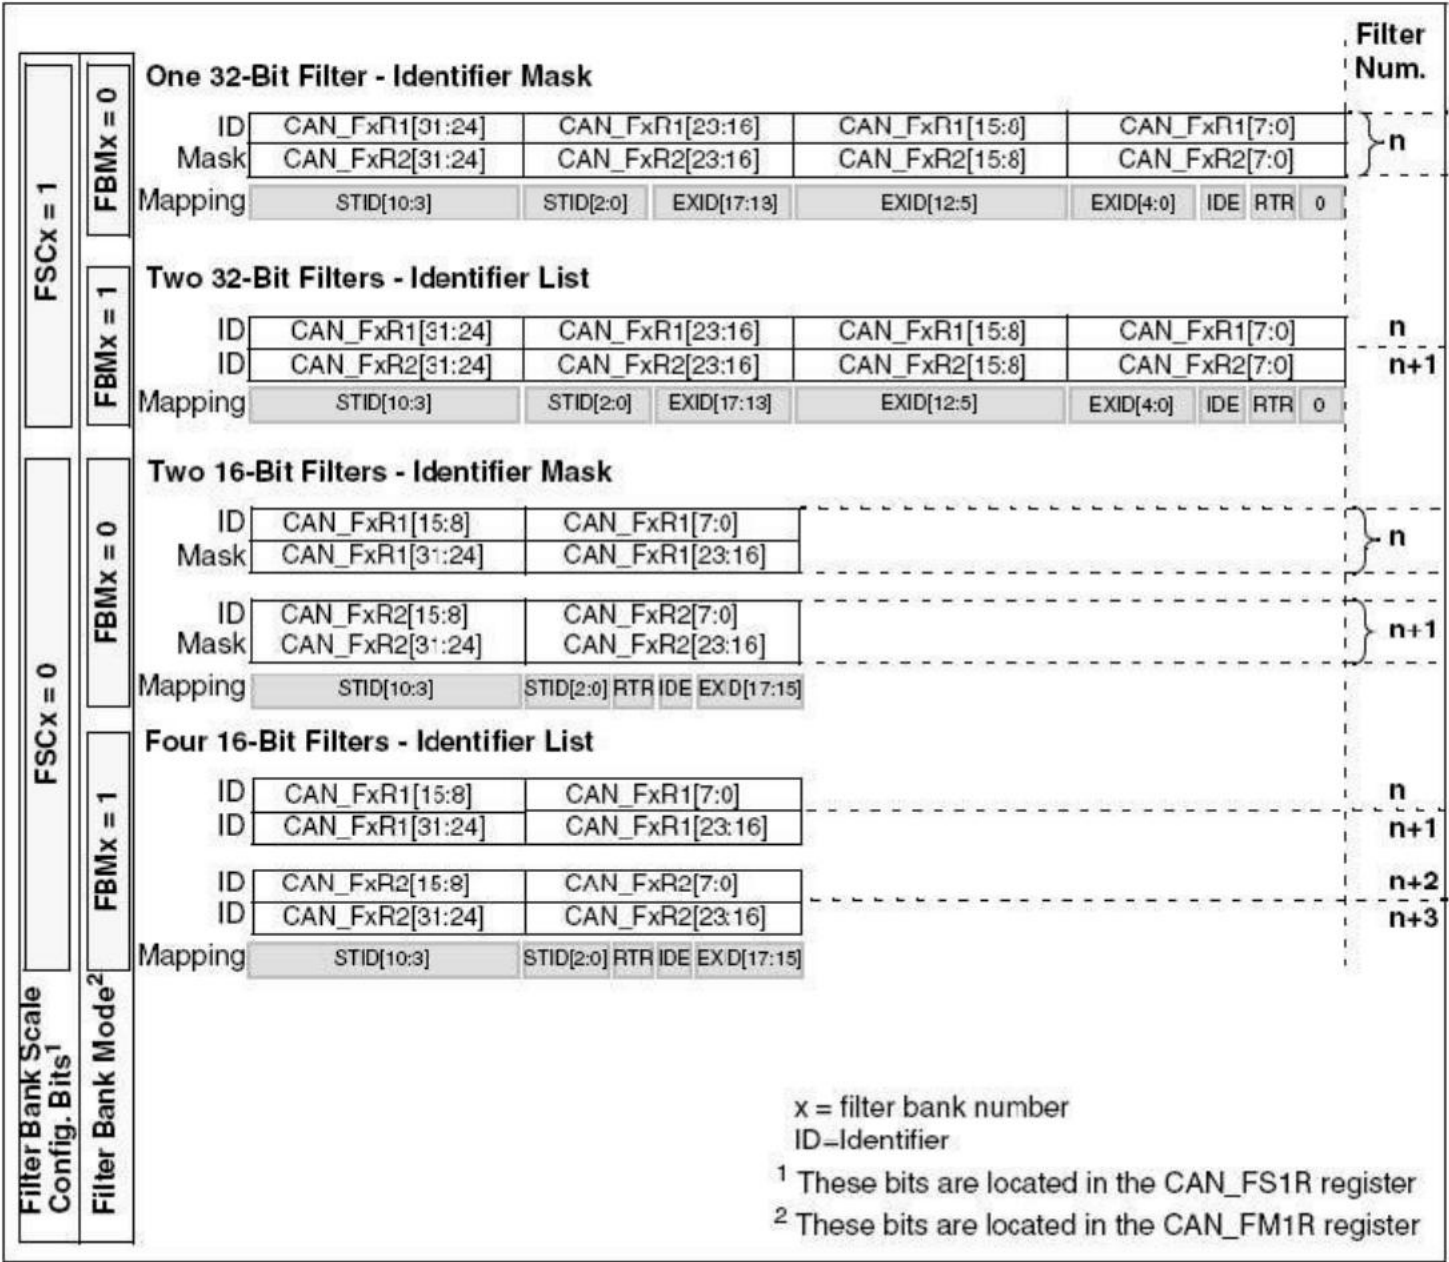 Filter
Num.
One 32-Bit Filter - Identifier Mask
ID CAN_FxR1[31:24] CAN_FxR1[23:16] CAN_FxR1[15:8] CAN_FxR1[7:0] n
Mask CAN_FxR2[31:24] CAN_FxR2[23:16] CAN_FxR2[15:8] CAN_FxR2[7:0]
Mapping STID[10:3] STID[2:0] EXID[17:13] EXID[12:5] EXID[4:0] IDE RTR 0
FBMx = 0
FSCx = 1
Two 32-Bit Filters - Identifier List
ID CAN_FxR1[31:24] CAN_FxR1[23:16] CAN_FxR1[15:8] CAN_FxR1[7:0] n
ID CAN_FxR2[31:24] CAN_FxR2[23:16] CAN_FxR2[15:8] CAN_FxR2[7:0] n+1
Mapping STID[10:3] STID[2:0] EXID[17:13] EXID[12:5] EXID[4:0] IDE RTR 0
FBMx = 1
Two 16-Bit Filters - Identifier Mask
ID CAN_FxR1[15:8] CAN_FxR1[7:0] n
Mask CAN_FxR1[31:24] CAN_FxR1[23:16]
ID CAN_FxR2[15:8] CAN_FxR2[7:0] n+1
Mask CAN_FxR2[31:24] CAN_FxR2[23:16]
Mapping STID[10:3] STID[2:0] RTR IDE EXID[17:15]
FBMx = 0
FSCx = 0
Four 16-Bit Filters - Identifier List
ID CAN_FxR1[15:8] CAN_FxR1[7:0] n
ID CAN_FxR1[31:24] CAN_FxR1[23:16] n+1
ID CAN_FxR2[15:8] CAN_FxR2[7:0] n+2
ID CAN_FxR2[31:24] CAN_FxR2[23:16] n+3
Mapping STID[10:3] STID[2:0] RTR IDE EXID[17:15]
FBMx = 1
Filter Bank Scale
Config. Bits1
Filter Bank Mode2
x = filter bank number
ID=Identifier
1 These bits are located in the CAN_FS1R register
2 These bits are located in the CAN_FM1R register